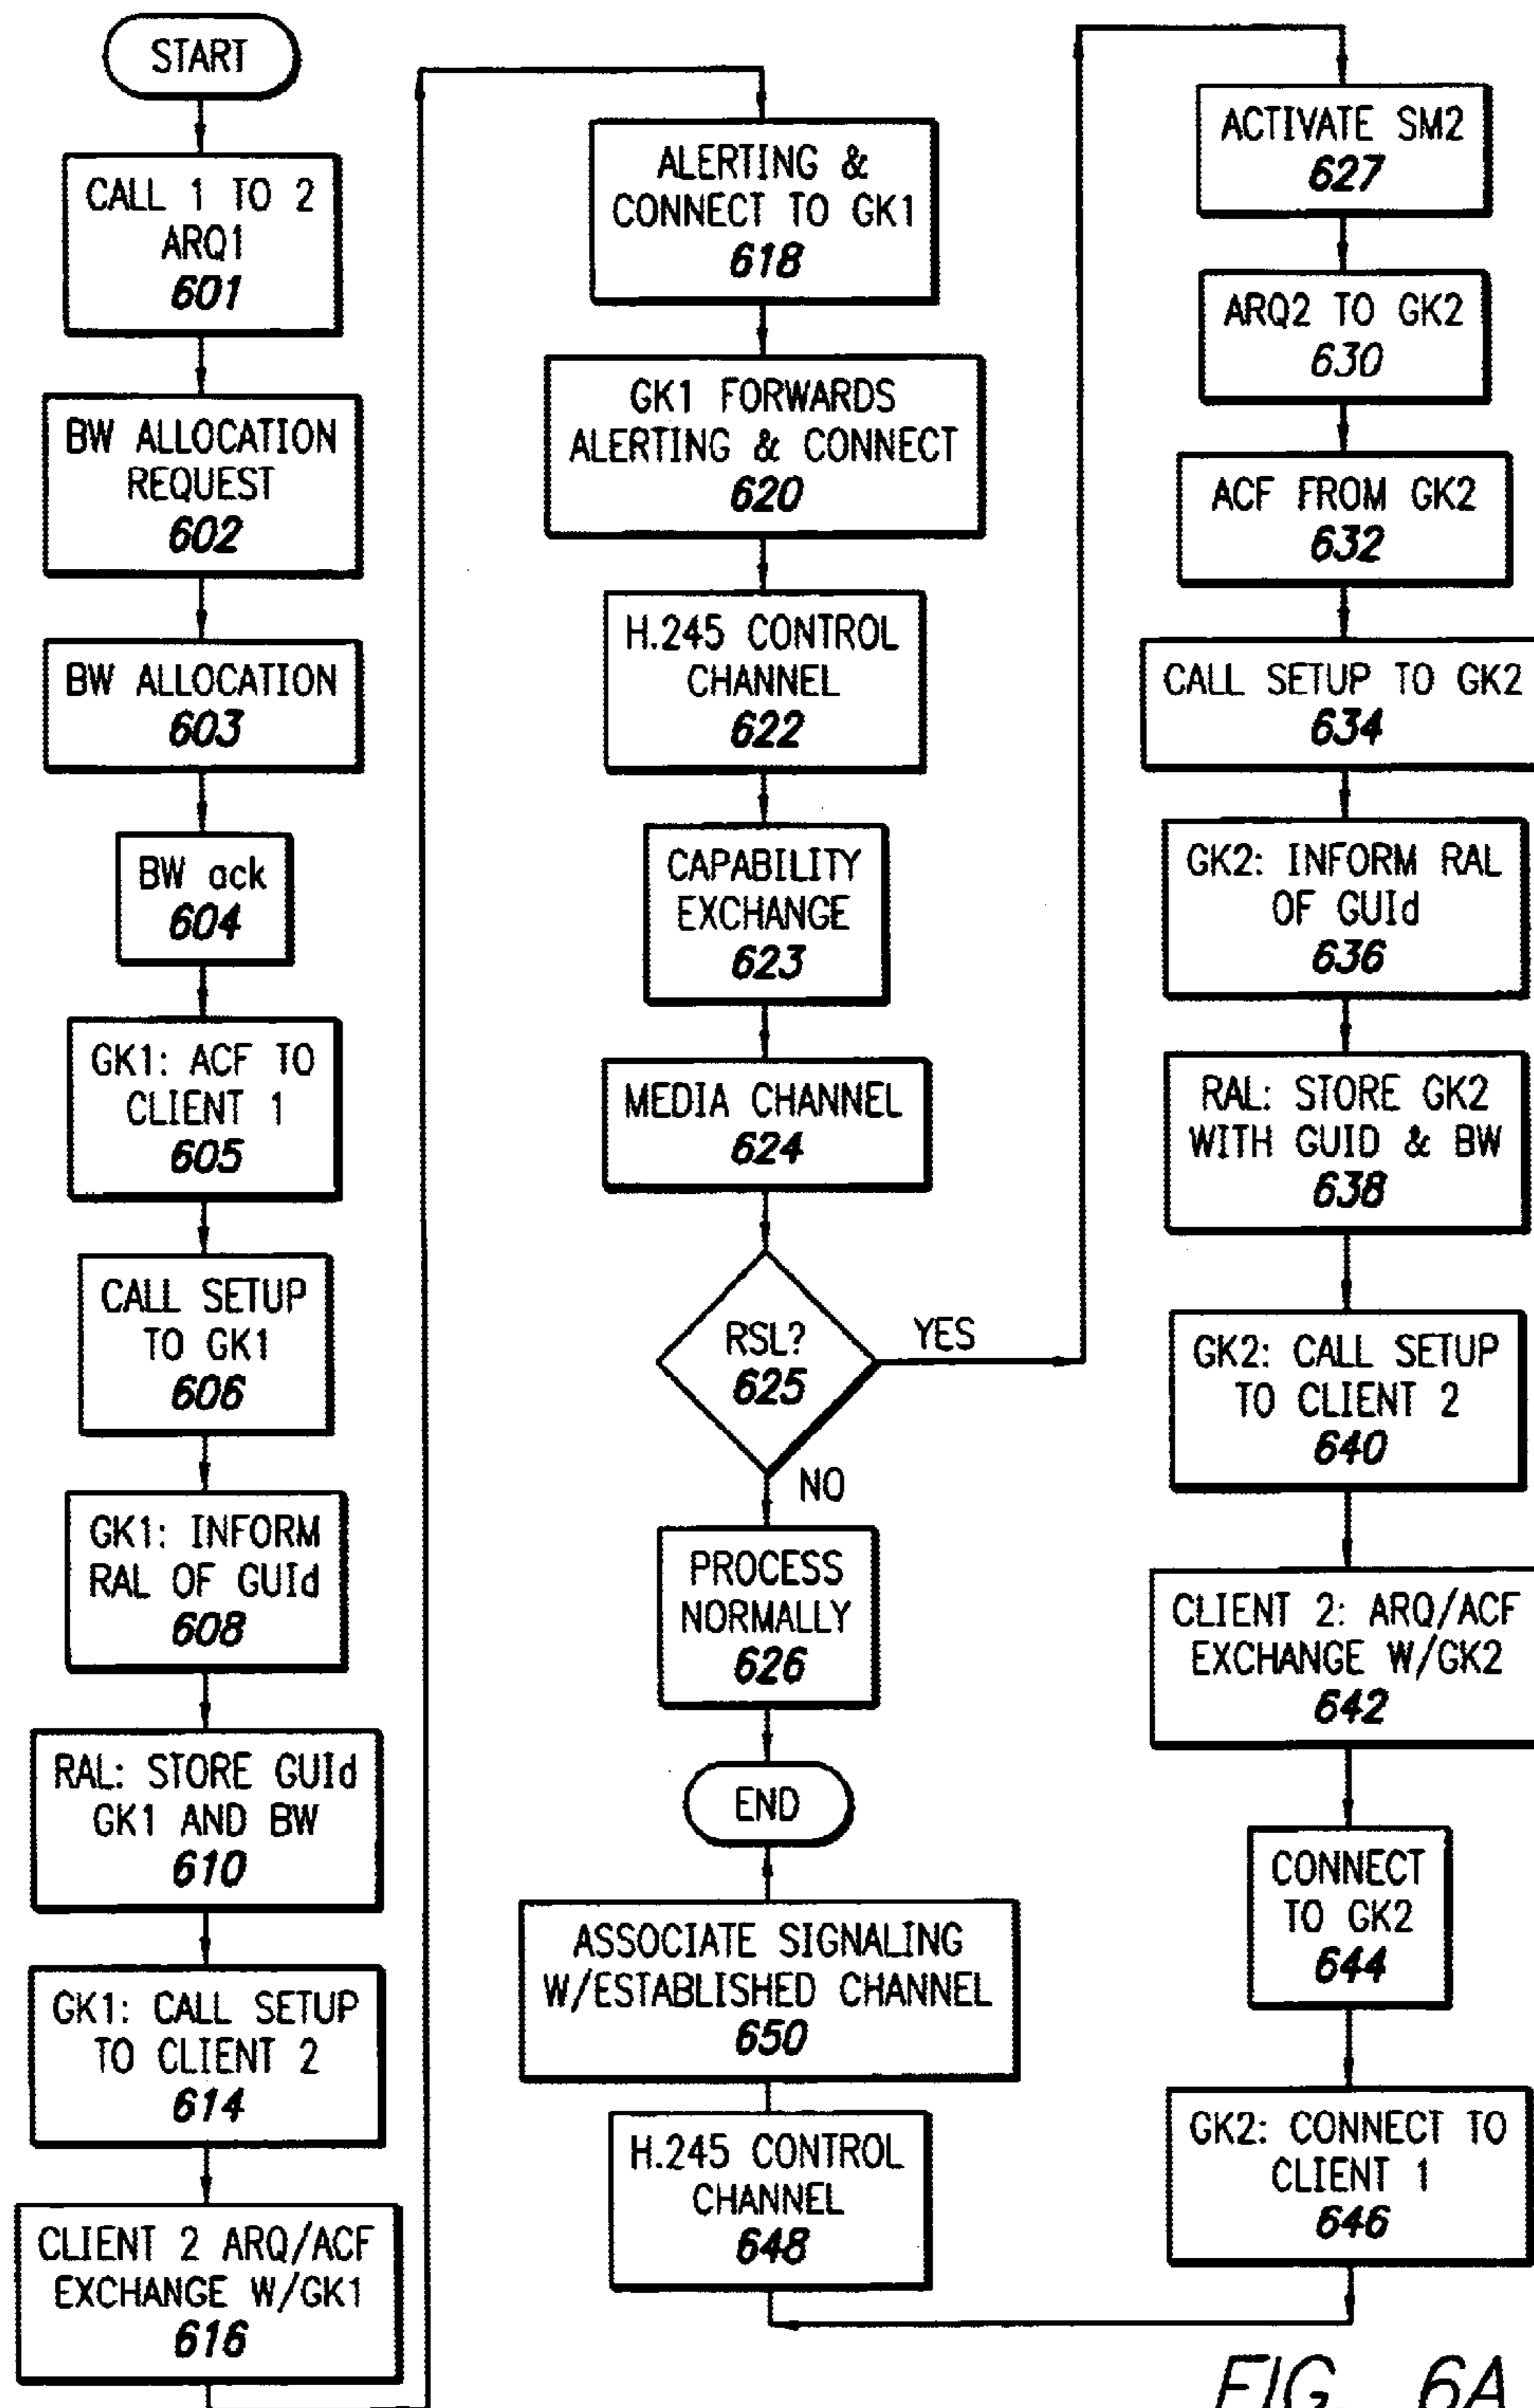 START
CALL 1 TO 2
ARQ1
601
BW ALLOCATION
REQUEST
602
BW ALLOCATION
603
BW ack
604
GK1: ACF TO
CLIENT 1
605
CALL SETUP
TO GK1
606
GK1: INFORM
RAL OF GUId
608
RAL: STORE GUId
GK1 AND BW
610
GK1: CALL SETUP
TO CLIENT 2
614
CLIENT 2 ARQ/ACF
EXCHANGE W/GK1
616
ALERTING &
CONNECT TO GK1
618
GK1 FORWARDS
ALERTING & CONNECT
620
H.245 CONTROL
CHANNEL
622
CAPABILITY
EXCHANGE
623
MEDIA CHANNEL
624
RSL?
625
YES
NO
PROCESS
NORMALLY
626
END
ASSOCIATE SIGNALING
W/ESTABLISHED CHANNEL
650
H.245 CONTROL
CHANNEL
648
ACTIVATE SM2
627
ARQ2 TO GK2
630
ACF FROM GK2
632
CALL SETUP TO GK2
634
GK2: INFORM RAL
OF GUId
636
RAL: STORE GK2
WITH GUID & BW
638
GK2: CALL SETUP
TO CLIENT 2
640
CLIENT 2: ARQ/ACF
EXCHANGE W/GK2
642
CONNECT
TO GK2
644
GK2: CONNECT TO
CLIENT 1
646
FIG. 6A